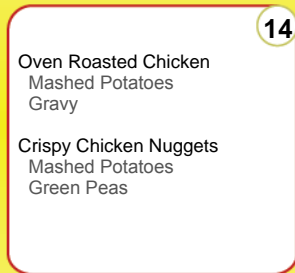 14
Oven Roasted Chicken
Mashed Potatoes
Gravy
Crispy Chicken Nuggets
Mashed Potatoes
Green Peas